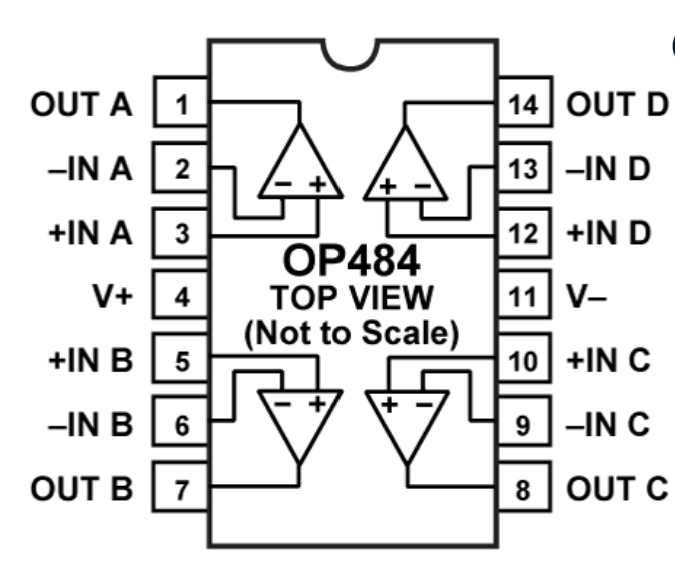 OUT A 1 14 OUT D
–IN A 2 13 –IN D
– + + –
+IN A 3 12 +IN D
OP484
V+ 4 TOP VIEW 11 V–
(Not to Scale)
+IN B 5 10 +IN C
– + + –
–IN B 6 9 –IN C
OUT B 7 8 OUT C